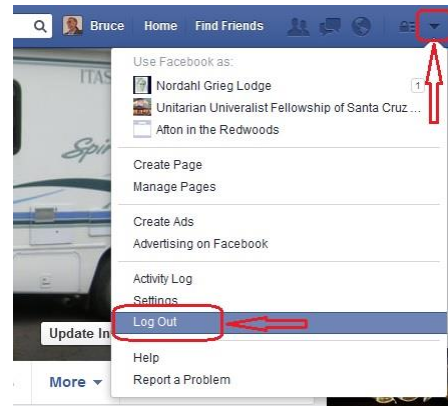 Bruce Home Find Friends
ITAS
Use Facebook as:
Nordahl Grieg Lodge 1
Unitarian Univeralist Fellowship of Santa Cruz ...
Afton in the Redwoods
Spir
Create Page
Manage Pages
Create Ads
Advertising on Facebook
Activity Log
Settings
Log Out
Update In
Help
More
Report a Problem